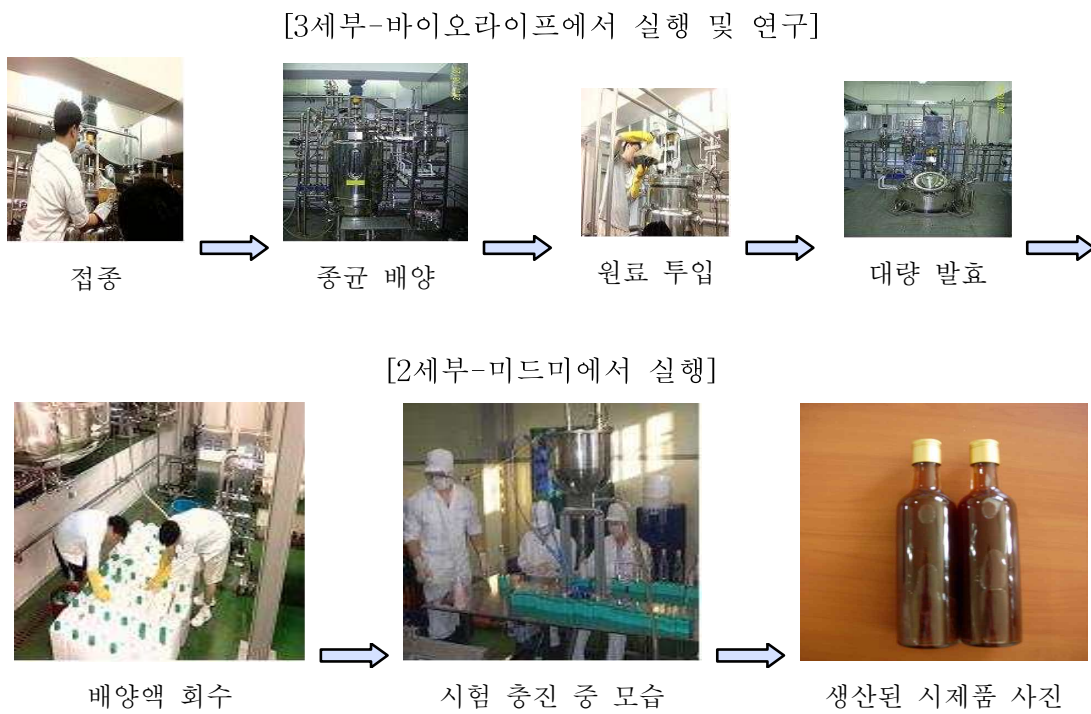 [3세부-바이오라이프에서 실행 및 연구]
접종
종균 배양
원료 투입
대량 발효
[2세부-미드미에서 실행]
배양액 회수
시험 충진 중 모습
생산된 시제품 사진